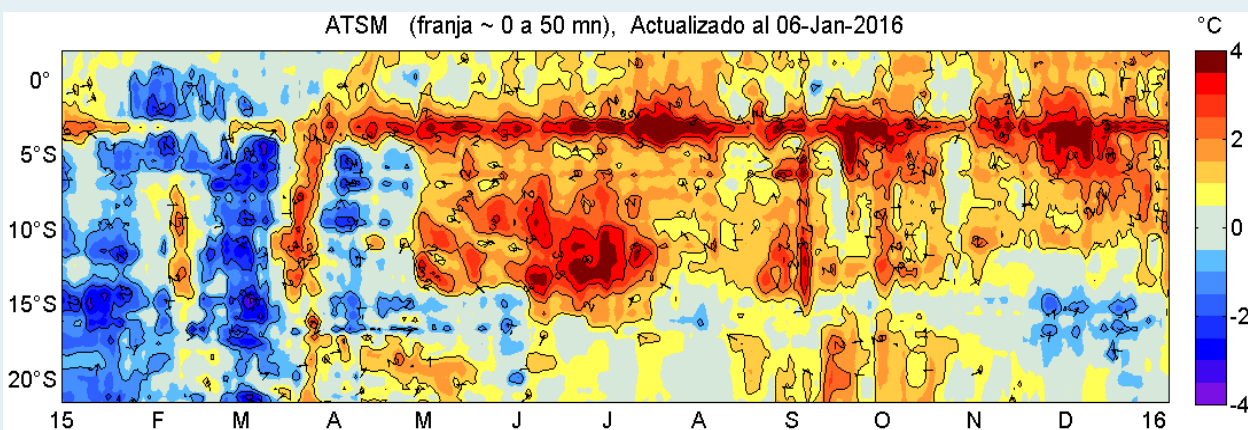 ATSM (franja ~ 0 a 50 mn), Actualizado al 06-Jan-2016
°C
4
2
0
-2
-4
0°
5°S
10°S
15°S
20°S
15 F M A M J J A S O N D 16